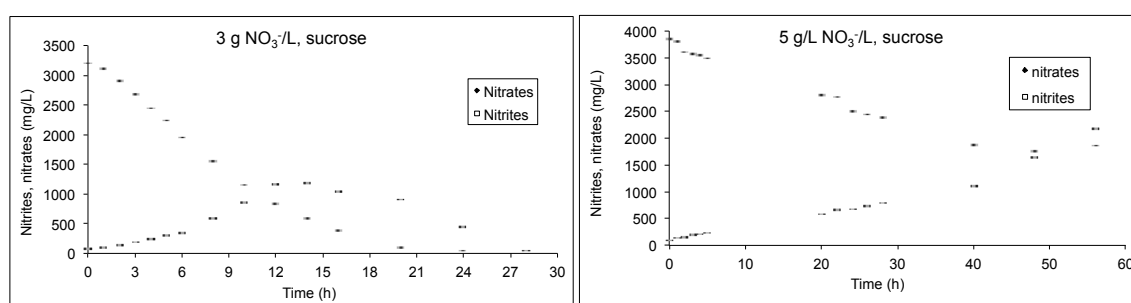 3 g NO₃⁻/L, sucrose
Nitrites, nitrates (mg/L)
3500
3000
2500
2000
1500
1000
500
0
Nitrates
Nitrites
0 3 6 9 12 15 18 21 24 27 30
Time (h)
5 g/L NO₃⁻/L, sucrose
Nitrites, nitrates (mg/L)
4000
3500
3000
2500
2000
1500
1000
500
0
nitrates
nitrites
0 10 20 30 40 50 60
Time (h)